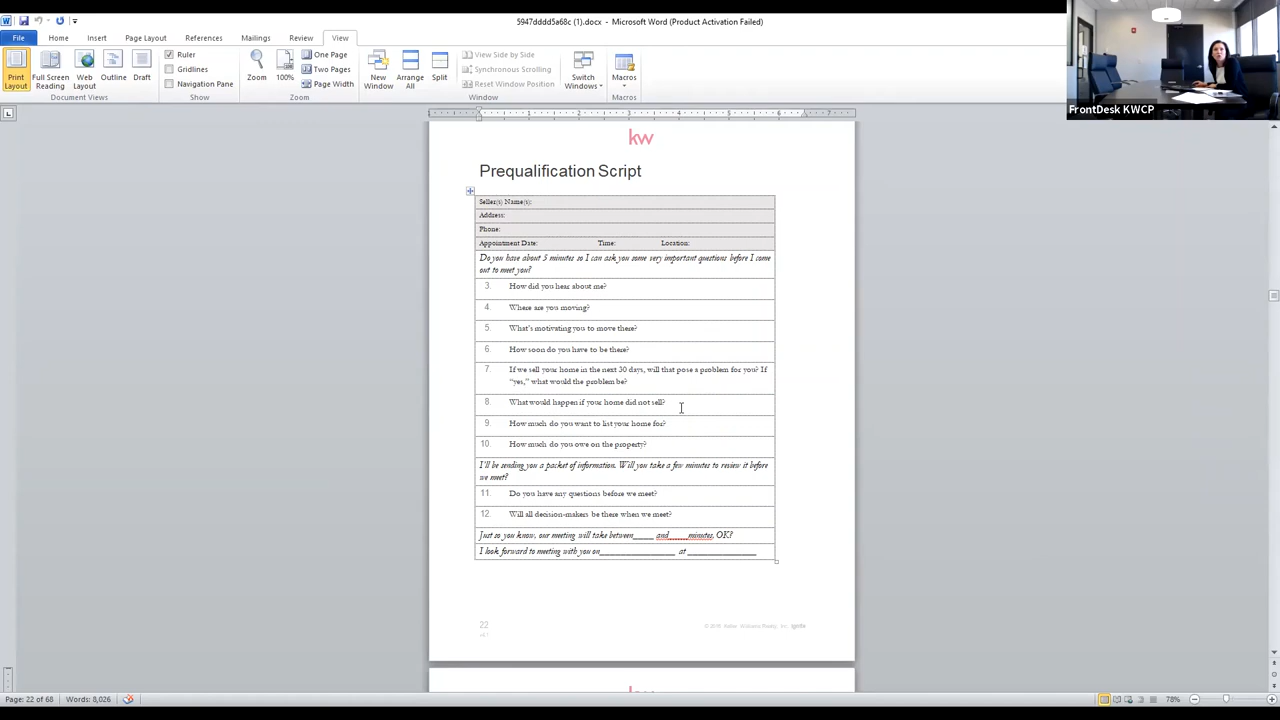 5947dddd5a68c (1).docx - Microsoft Word (Product Activation Failed)
File Home Insert Page Layout References Mailings Review View
Ruler
Gridlines
Navigation Pane
Print Layout
Full Screen Reading
Web Layout
Outline
Draft
Zoom
100%
One Page
Two Pages
Page Width
New Window
Arrange All
Split
View Side by Side
Synchronous Scrolling
Reset Window Position
Switch Windows
Macros
Document Views Show Zoom Window Macros
FrontDesk KWCP
kw
Prequalification Script
Seller(s) Name(s):
Address:
Phone:
Appointment Date: Time: Location:
Do you have about 5 minutes so I can ask you some very important questions before I come
out to meet you?
3. How did you hear about me?
4. Where are you moving?
5. What's motivating you to move there?
6. How soon do you have to be there?
7. If we sell your home in the next 30 days, will that pose a problem for you? If
"yes," what would the problem be?
8. What would happen if your home did not sell?
9. How much do you want to list your home for?
10. How much do you owe on the property?
I'll be sending you a packet of information. Will you take a few minutes to review it before
we meet?
11. Do you have any questions before we meet?
12. Will all decision-makers be there when we meet?
Just so you know, our meeting will take between_____ and_____minutes, OK?
I look forward to meeting with you on___________________ at _________________
22
Page: 22 of 68 Words: 8,026
78%